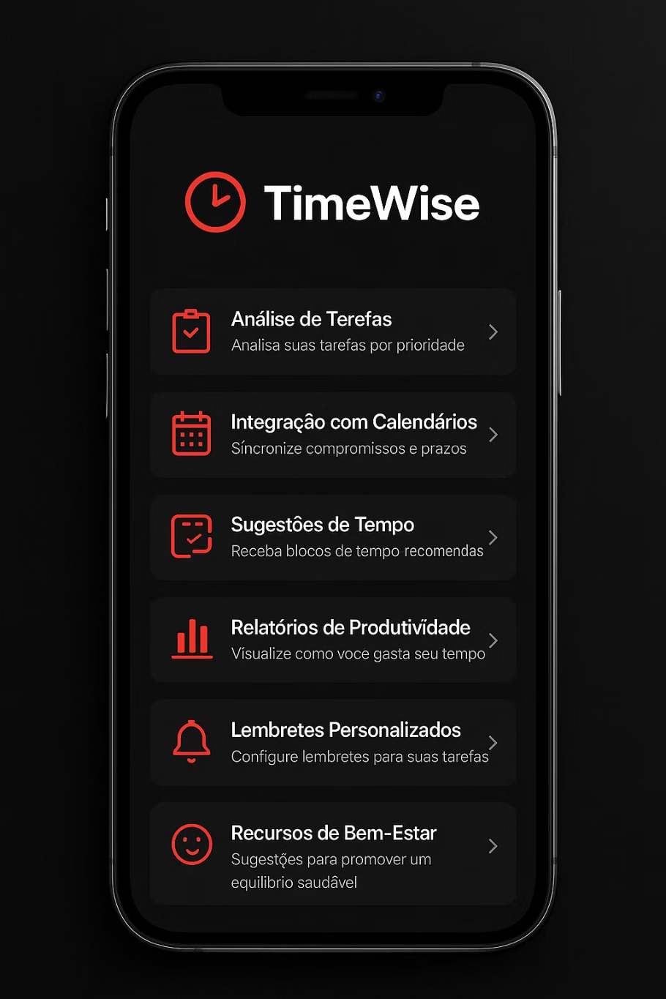 TimeWise
Análise de Terefas
Analisa suas tarefas por prioridade
Integraçâo com Calendários
Síncronize compromissos e prazos
Sugestôes de Tempo
Receba blocos de tempo recomendas
Relatórios de Produtivïdade
Vísualize como voce gasta seu tempo
Lembretes Personalizados
Configure lembretes para suas tarefas
Recursos de Bem-Estar
Sugestões para promover um
equilibrio saudâvel